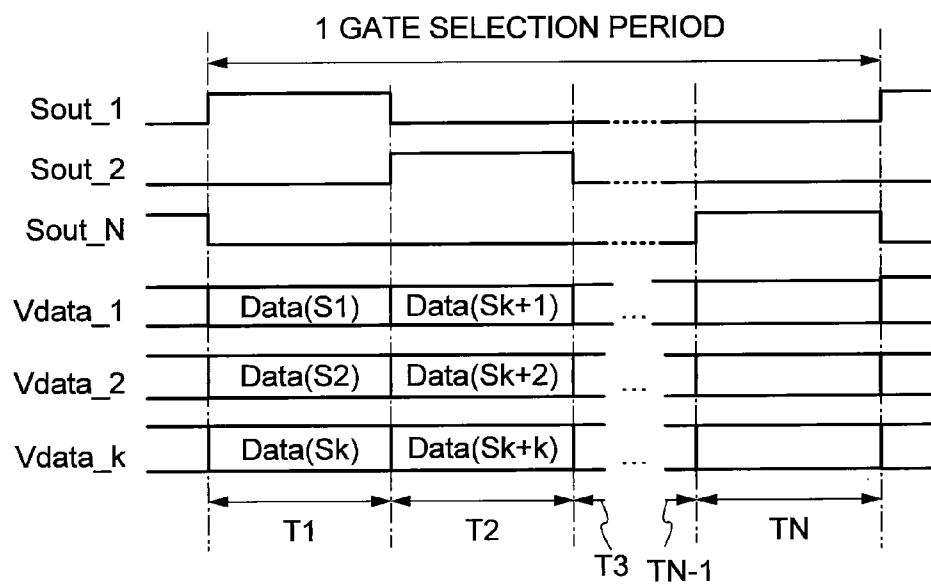 1 GATE SELECTION PERIOD
Sout_1
Sout_2
Sout_N
Vdata_1 Data(S1) Data(Sk+1) ...
Vdata_2 Data(S2) Data(Sk+2) ...
Vdata_k Data(Sk) Data(Sk+k) ...
T1 T2 T3 TN-1 TN